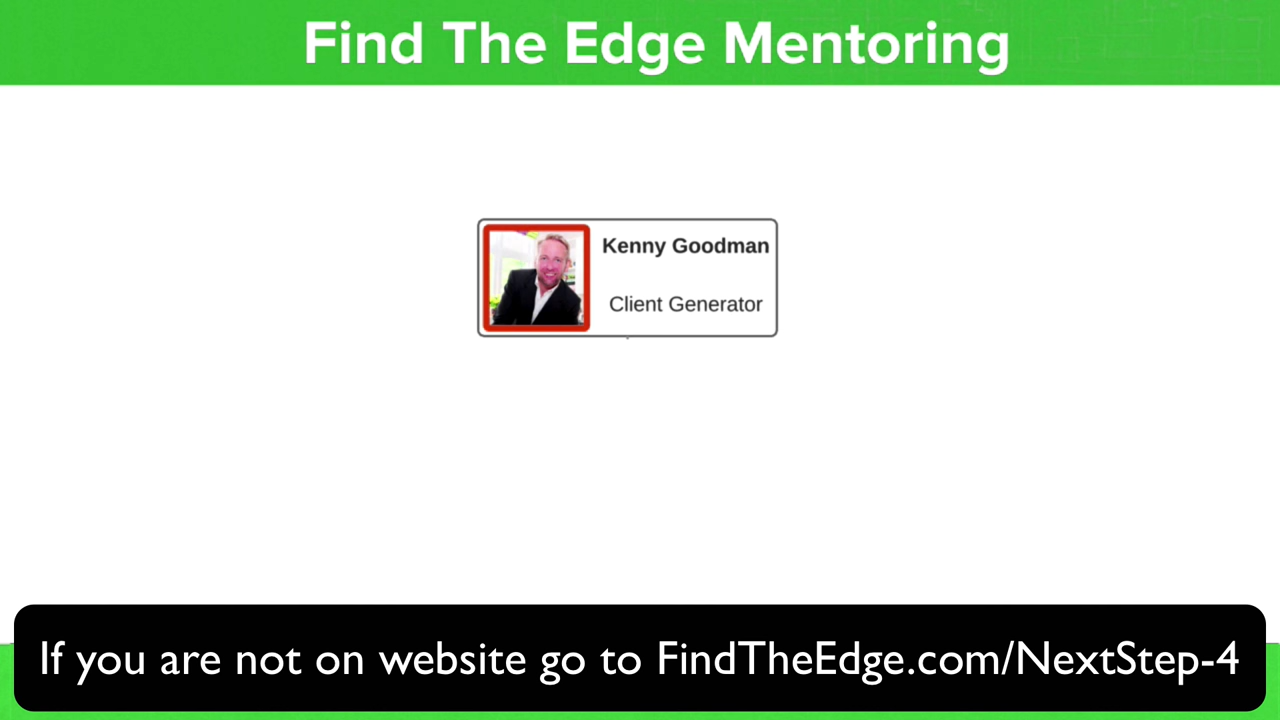 Find The Edge Mentoring
Kenny Goodman
Client Generator
If you are not on website go to FindTheEdge.com/NextStep-4